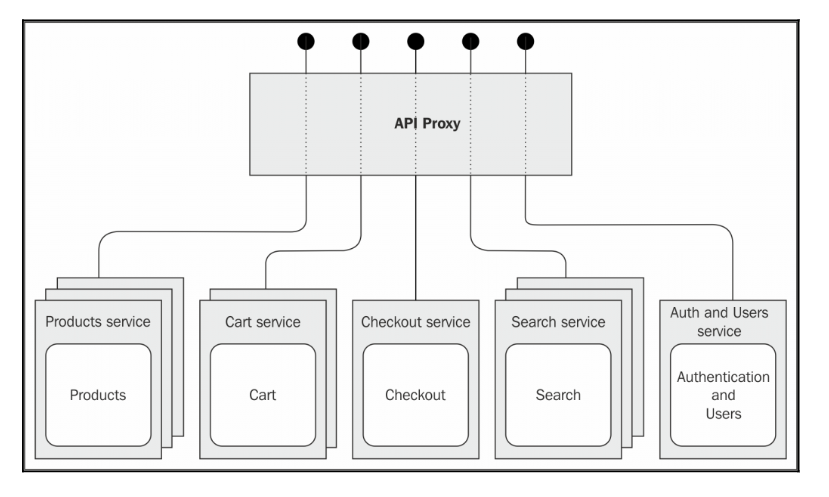 API Proxy
Products service
Cart service
Checkout service
Search service
Auth and Users
service
Products
Cart
Checkout
Search
Authentication
and
Users